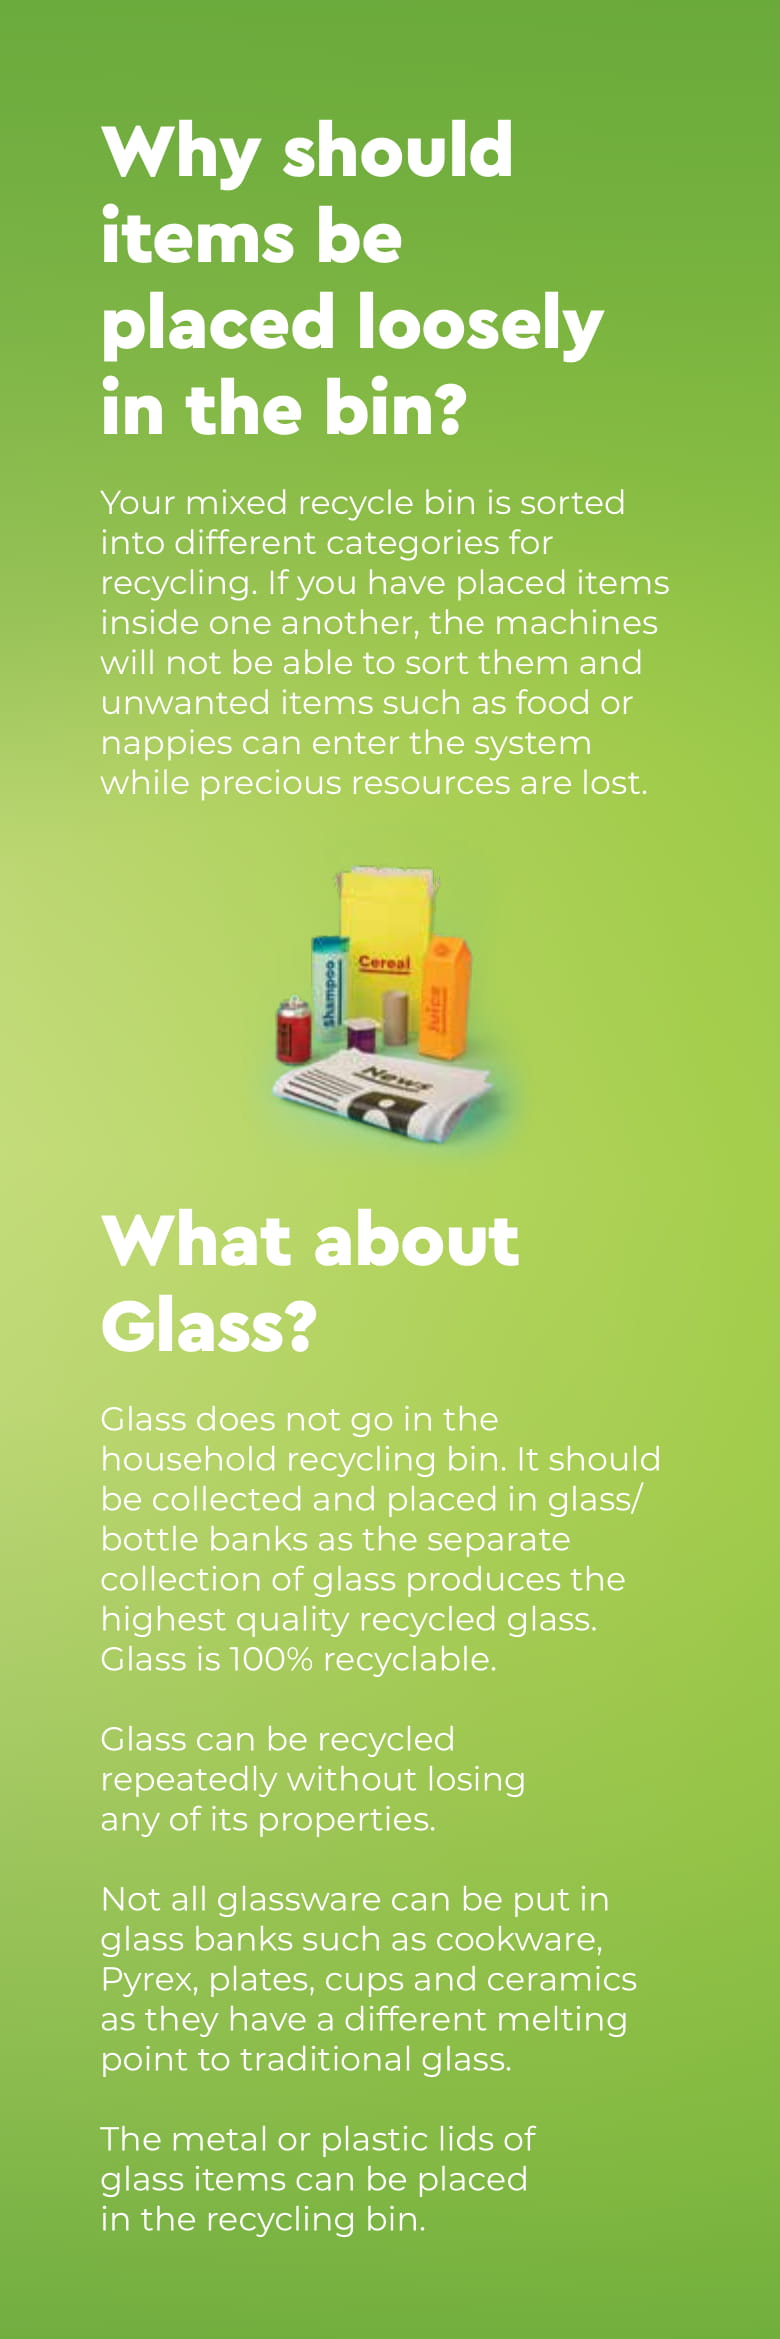 Why should
items be
placed loosely
in the bin?
Your mixed recycle bin is sorted
into different categories for
recycling. If you have placed items
inside one another, the machines
will not be able to sort them and
unwanted items such as food or
nappies can enter the system
while precious resources are lost.
Cereal
shampoo
Juice
News
What about
Glass?
Glass does not go in the
household recycling bin. It should
be collected and placed in glass/
bottle banks as the separate
collection of glass produces the
highest quality recycled glass.
Glass is 100% recyclable.
Glass can be recycled
repeatedly without losing
any of its properties.
Not all glassware can be put in
glass banks such as cookware,
Pyrex, plates, cups and ceramics
as they have a different melting
point to traditional glass.
The metal or plastic lids of
glass items can be placed
in the recycling bin.